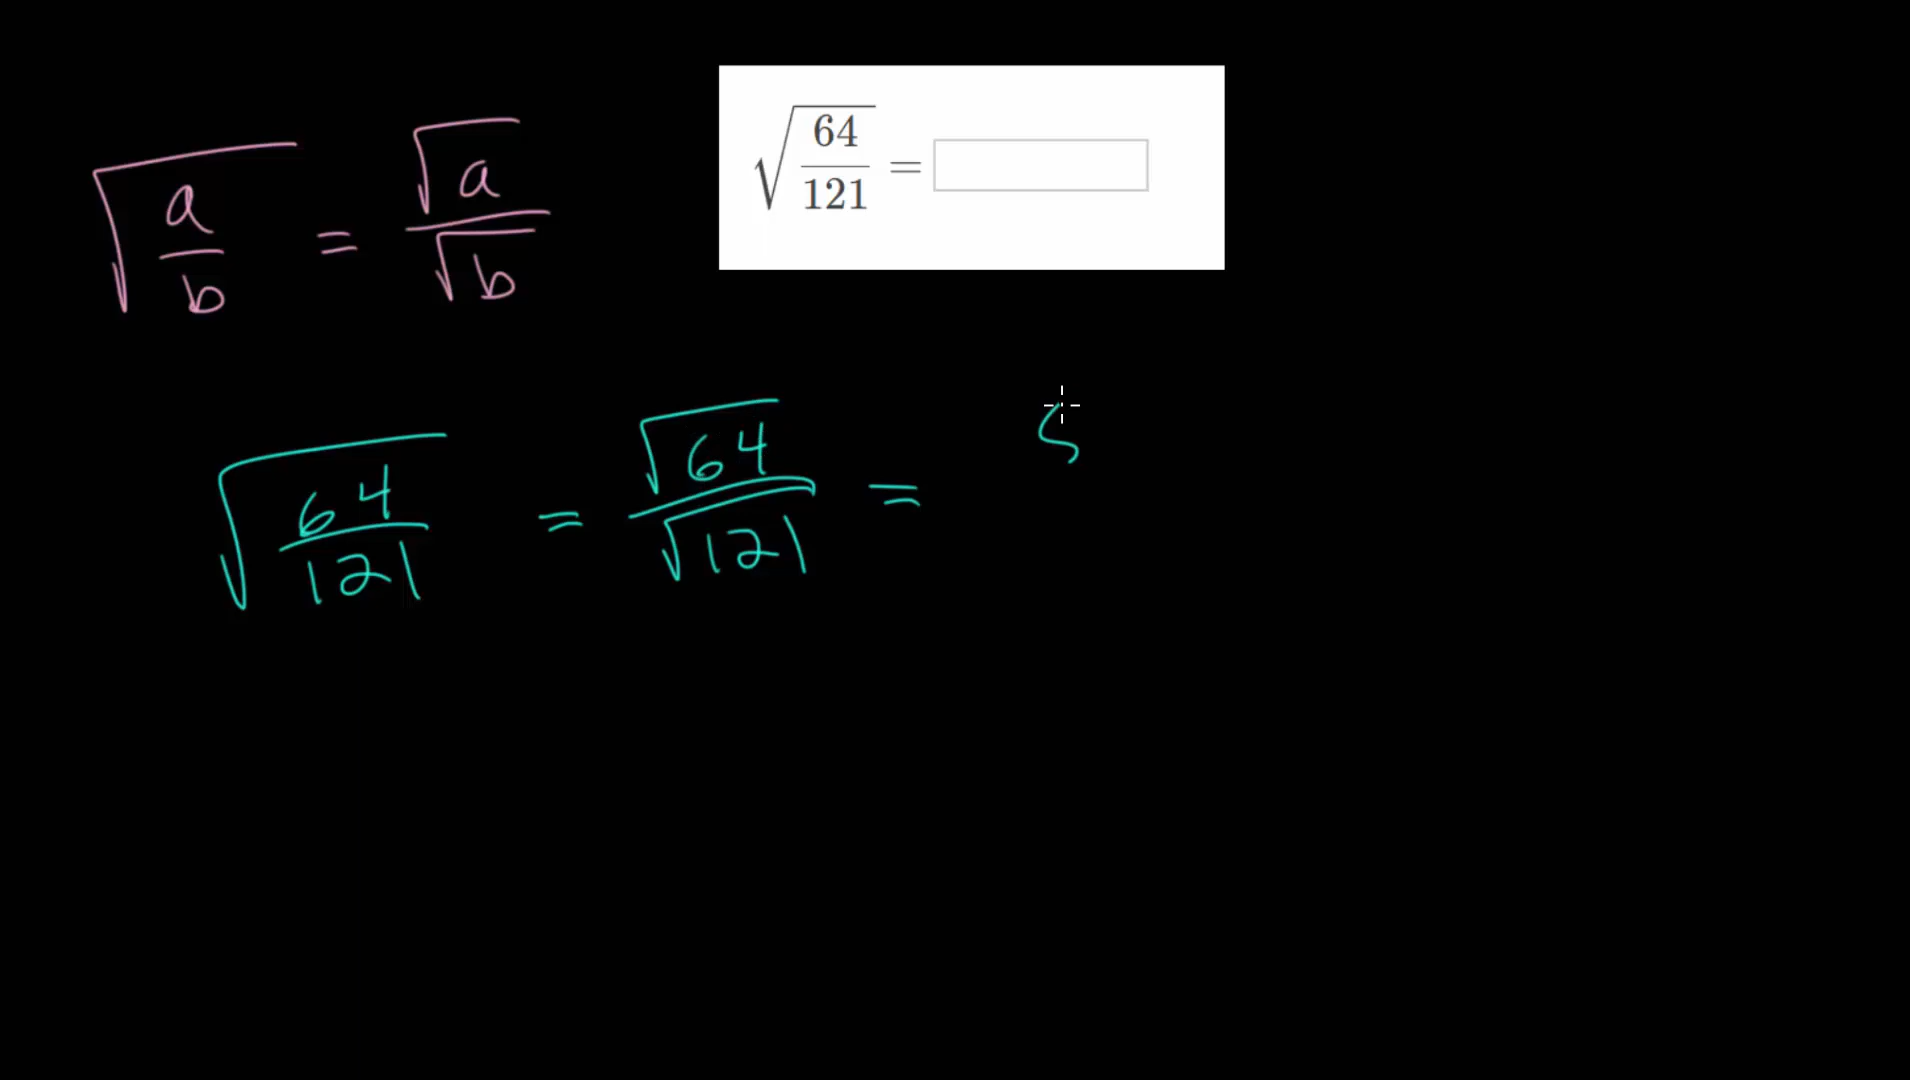 √(a/b) = √a/√b
√(64/121) =
√(64/121) = √64/√121 =